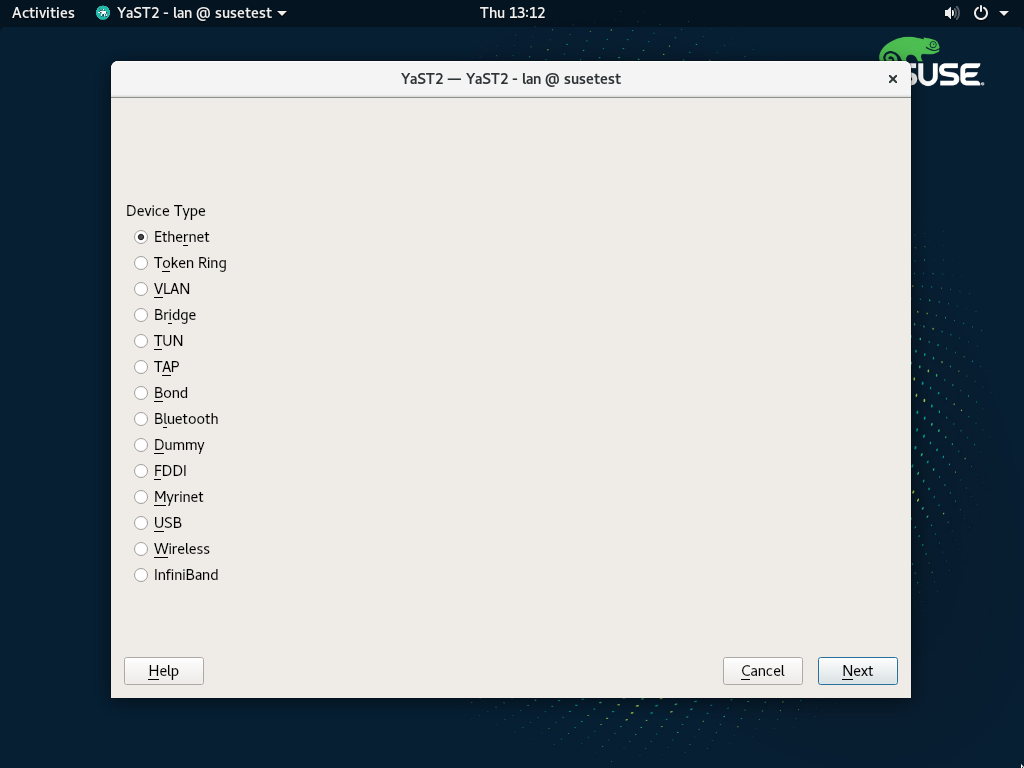 Activities YaST2 - lan @ susetest Thu 13:12
SUSE
YaST2 — YaST2 - lan @ susetest
Device Type
Ethernet
Token Ring
VLAN
Bridge
TUN
TAP
Bond
Bluetooth
Dummy
FDDI
Myrinet
USB
Wireless
InfiniBand
Help Cancel Next